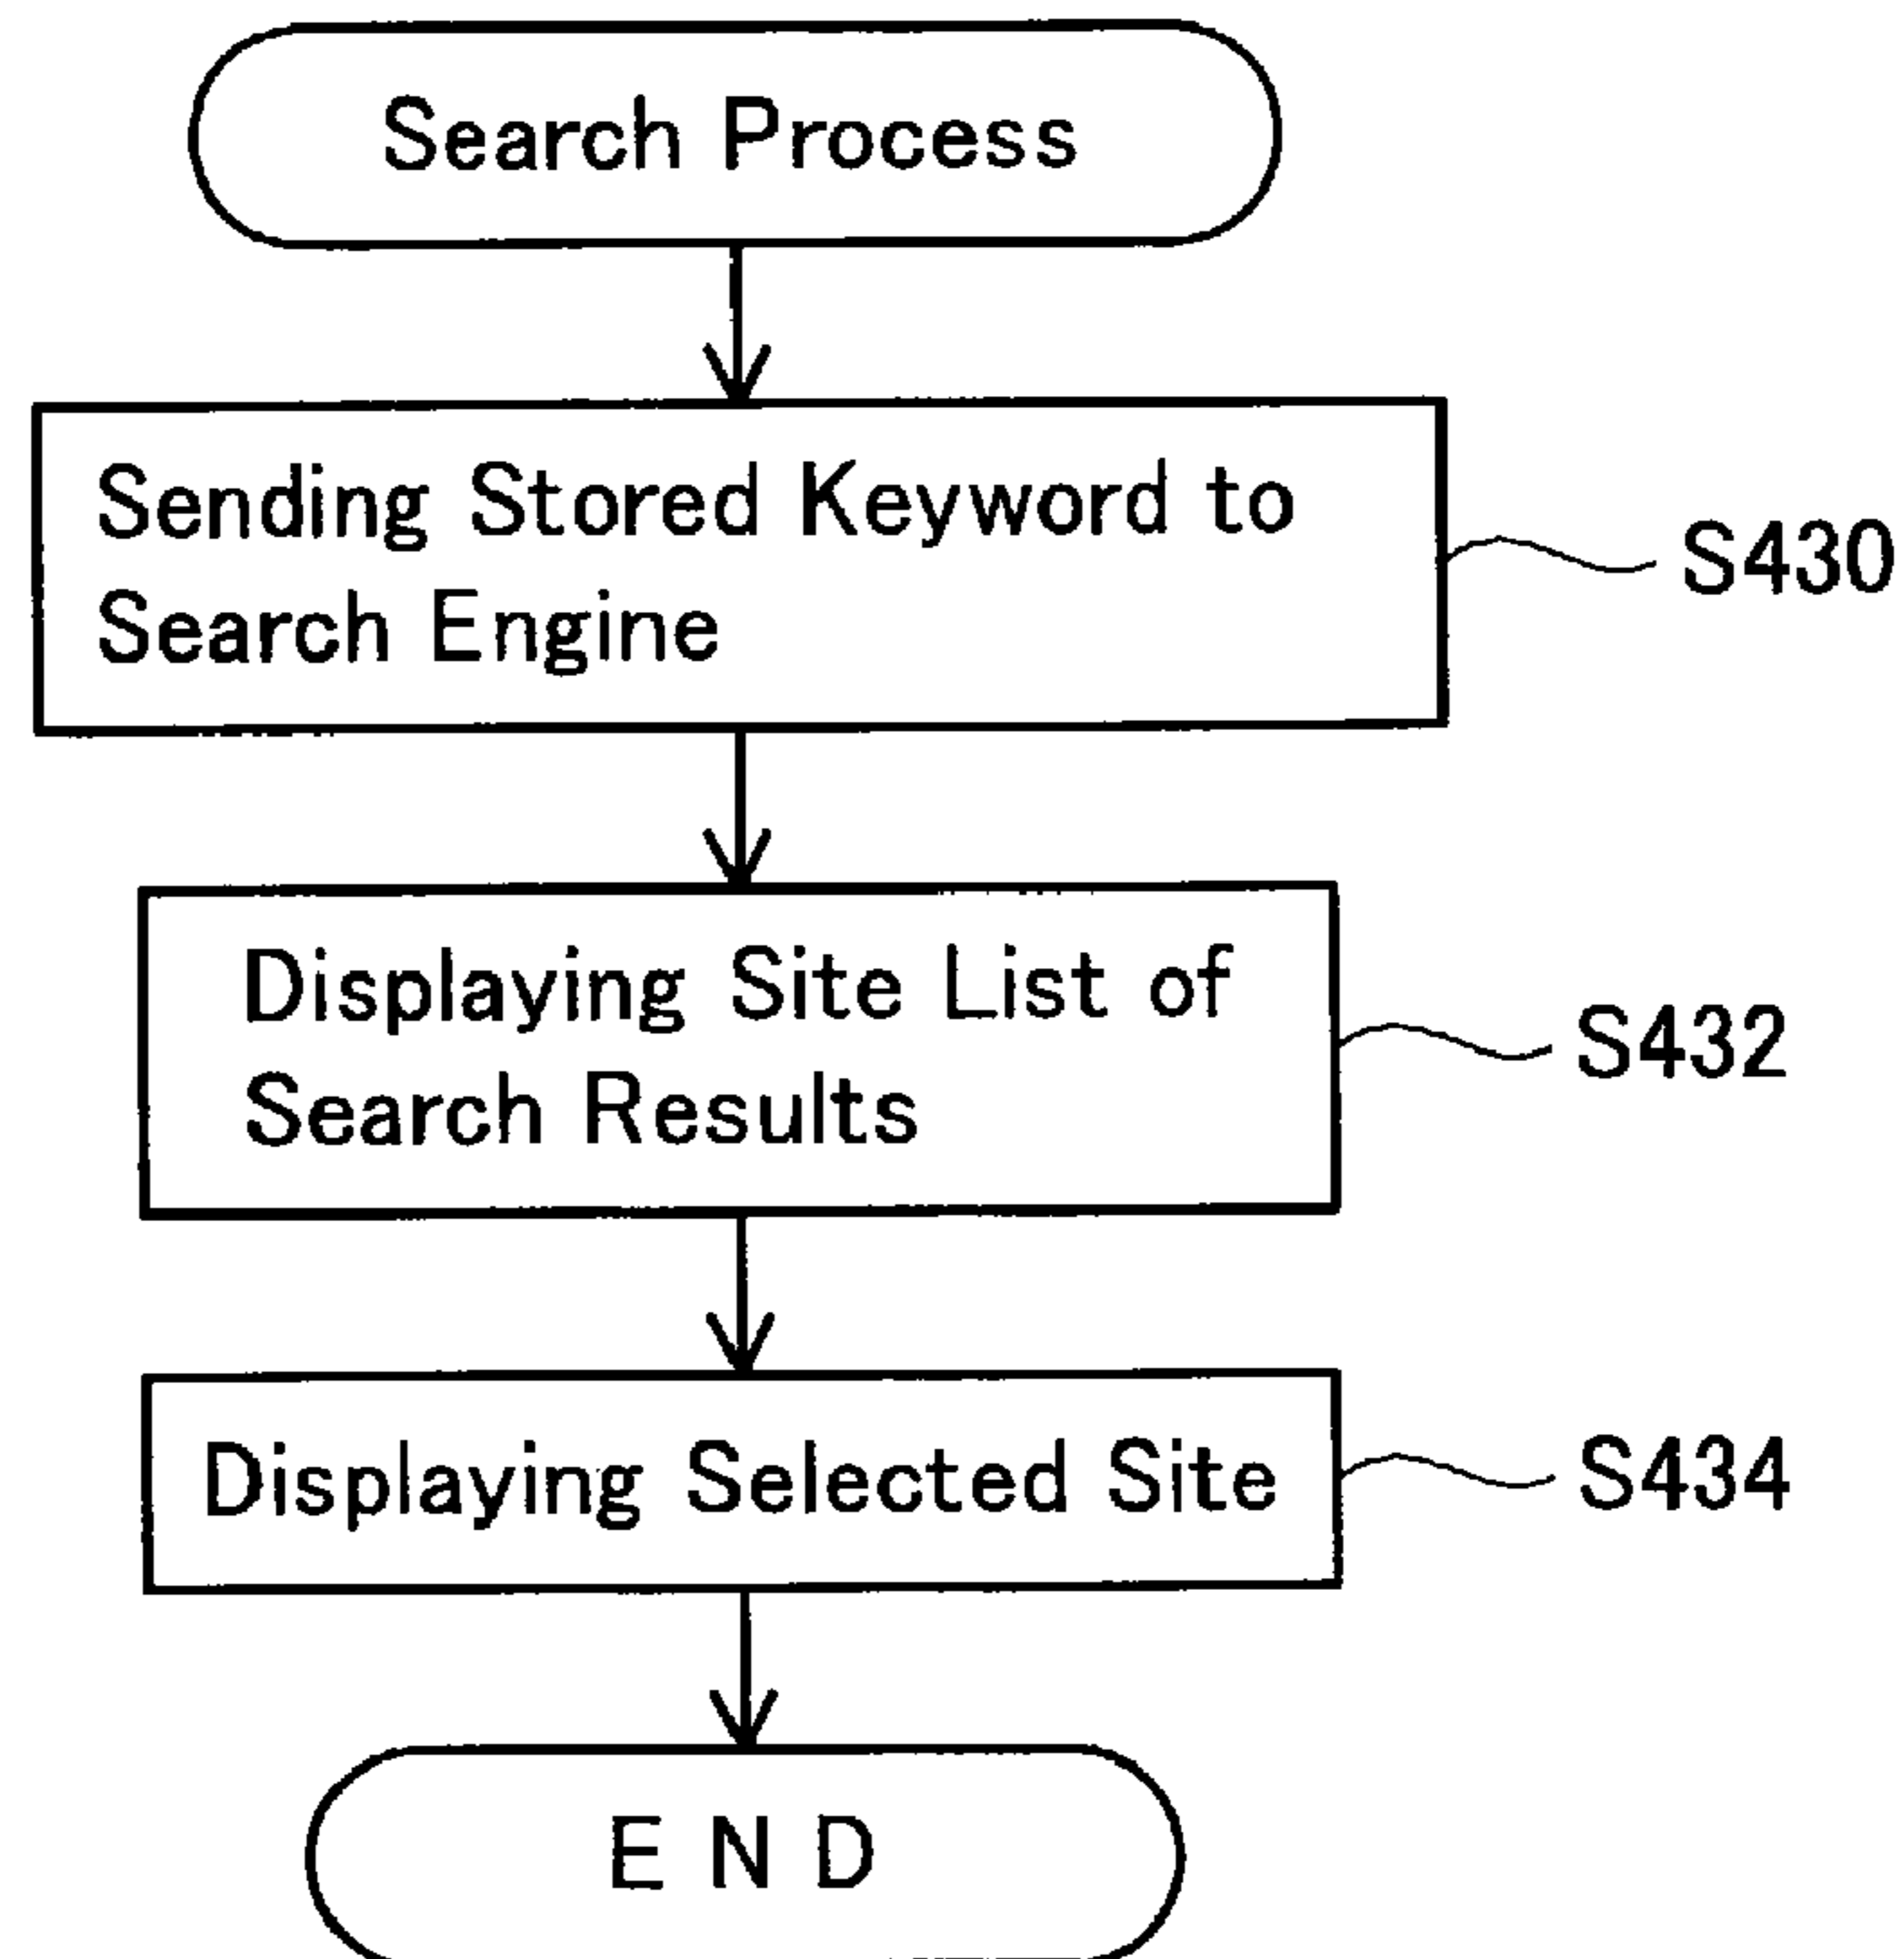 Search Process
Sending Stored Keyword to
Search Engine
S430
Displaying Site List of
Search Results
S432
Displaying Selected Site
S434
END